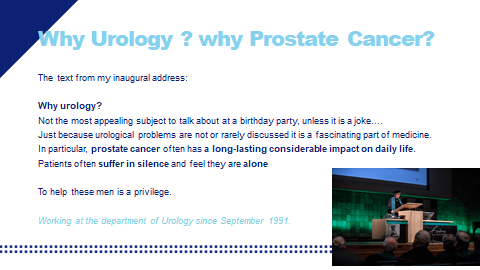 Why Urology ? why Prostate Cancer?
The text from my inaugural address:
Why urology?
Not the most appealing subject to talk about at a birthday party, unless it is a joke….
Just because urological problems are not or rarely discussed it is a fascinating part of medicine.
In particular, prostate cancer often has a long-lasting considerable impact on daily life.
Patients often suffer in silence and feel they are alone
To help these men is a privilege.
Working at the department of Urology since September 1991.